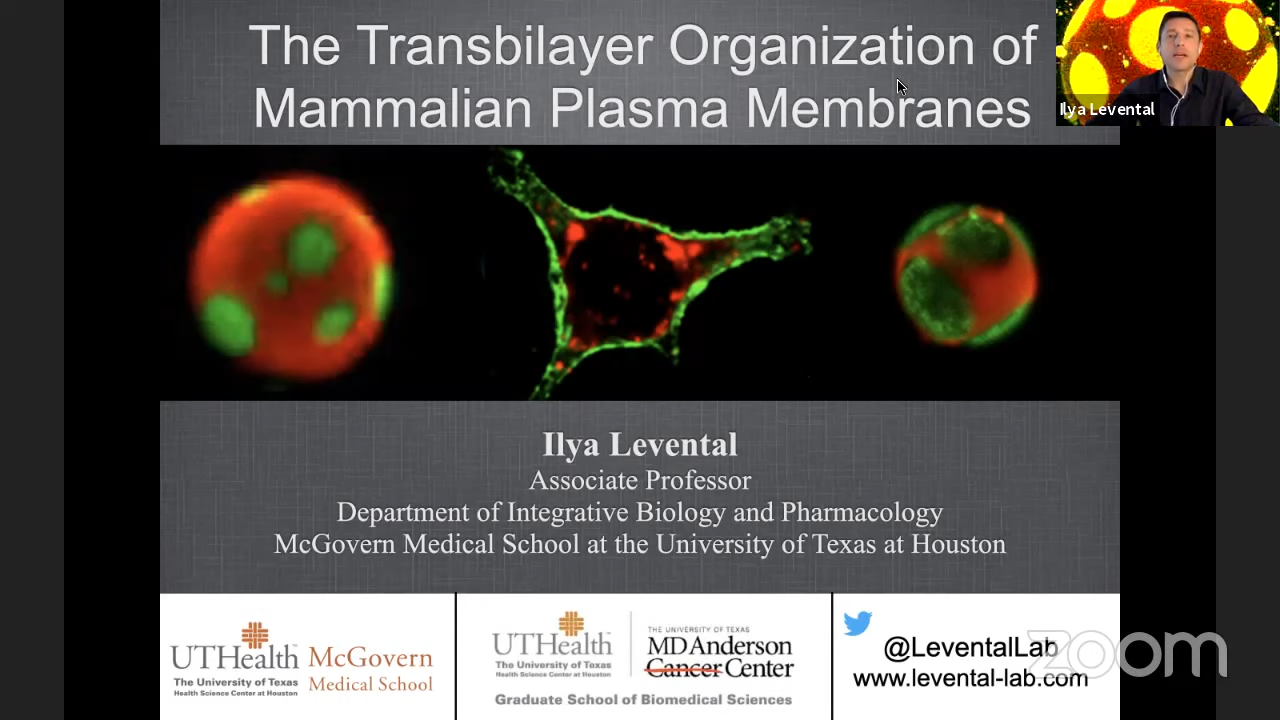 The Transbilayer Organization of
Mammalian Plasma Membranes
Ilya Levental
Ilya Levental
Associate Professor
Department of Integrative Biology and Pharmacology
McGovern Medical School at the University of Texas at Houston
UTHealth
The University of Texas
Health Science Center at Houston
McGovern
Medical School
UTHealth
The University of Texas
Health Science Center at Houston
THE UNIVERSITY OF TEXAS
MD Anderson
Cancer Center
Graduate School of Biomedical Sciences
@LeventalLab
www.levental-lab.com
zoom